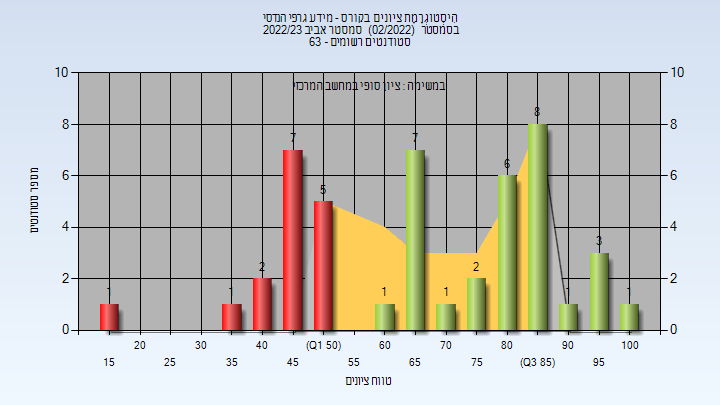 היסטוגרמת ציונים בקורס - מידע גרפי הנדסי
בסמסטר (02/2022) סמסטר אביב 2022/23
סטודנטים רשומים - 63
במשימה : ציון סופי במחשב המרכזי
מספר סטודנטים
10 10
8 8
6 6
4 4
2 2
0 0
1 1 2 7 5 1 7 1 2 6 8 1 3 1
20 30 40 (Q1 50) 60 70 80 90 100
15 25 35 45 55 65 75 (Q3 85) 95
טווח ציונים